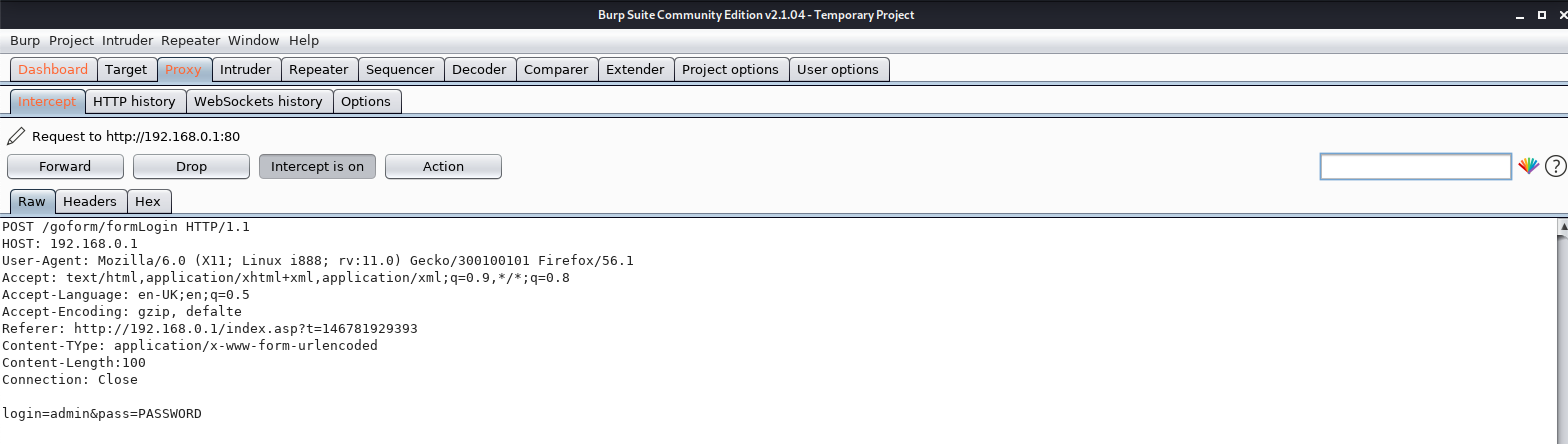 Burp Suite Community Edition v2.1.04 - Temporary Project
Burp Project Intruder Repeater Window Help
Dashboard Target Proxy Intruder Repeater Sequencer Decoder Comparer Extender Project options User options
Intercept HTTP history WebSockets history Options
Request to http://192.168.0.1:80
Forward Drop Intercept is on Action ?
Raw Headers Hex
POST /goform/formLogin HTTP/1.1
HOST: 192.168.0.1
User-Agent: Mozilla/6.0 (X11; Linux i888; rv:11.0) Gecko/300100101 Firefox/56.1
Accept: text/html,application/xhtml+xml,application/xml;q=0.9,*/*;q=0.8
Accept-Language: en-UK;en;q=0.5
Accept-Encoding: gzip, defalte
Referer: http://192.168.0.1/index.asp?t=146781929393
Content-TYpe: application/x-www-form-urlencoded
Content-Length:100
Connection: Close
login=admin&pass=PASSWORD